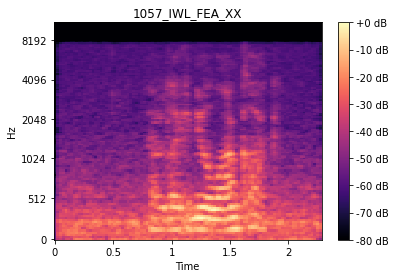 1057_IWL_FEA_XX
+0 dB
8192
-10 dB
4096
-20 dB
-30 dB
2048
Hz
-40 dB
1024
-50 dB
512
-60 dB
-70 dB
0
-80 dB
0 0.5 1 1.5 2
Time